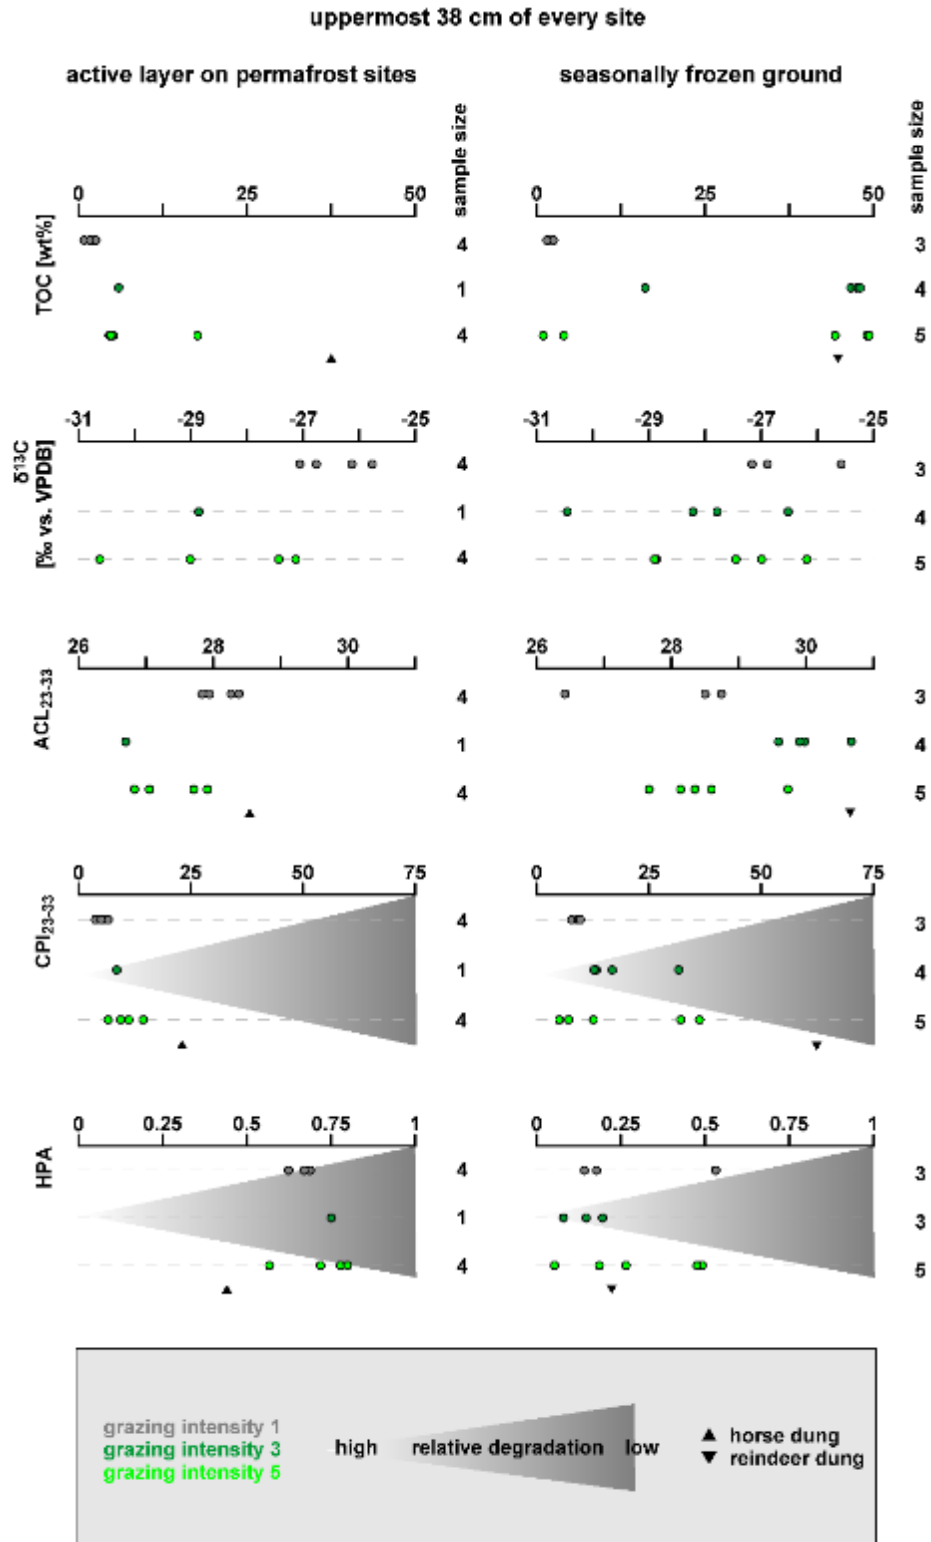 uppermost 38 cm of every site
active layer on permafrost sites
seasonally frozen ground
sample size
sample size
0 25 50
0 25 50
TOC [wt%]
4
3
1
4
4
5
-31 -29 -27 -25
-31 -29 -27 -25
δ13C
[‰ vs. VPDB]
4
3
1
4
4
5
26 28 30
26 28 30
ACL23-33
4
3
1
4
4
5
0 25 50 75
0 25 50 75
CPI23-33
4
3
1
4
4
5
0 0.25 0.5 0.75 1
0 0.25 0.5 0.75 1
HPA
4
3
1
3
4
5
grazing intensity 1
grazing intensity 3
grazing intensity 5
high relative degradation low
horse dung
reindeer dung